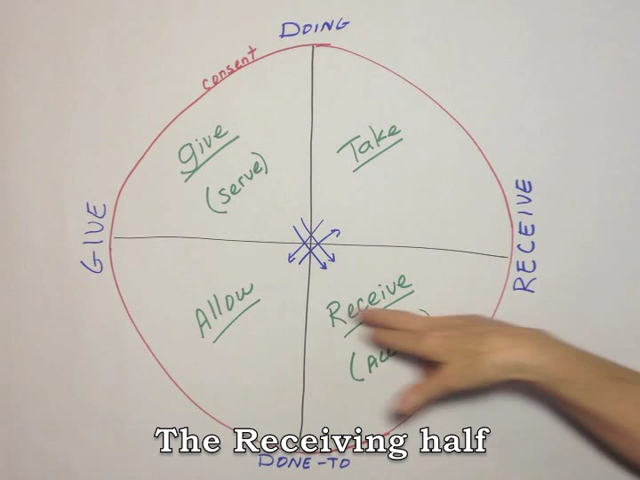 DOING
consent
Give
(serve)
Take
GIVE
RECEIVE
Allow
Receive
The Receiving half
DONE-TO